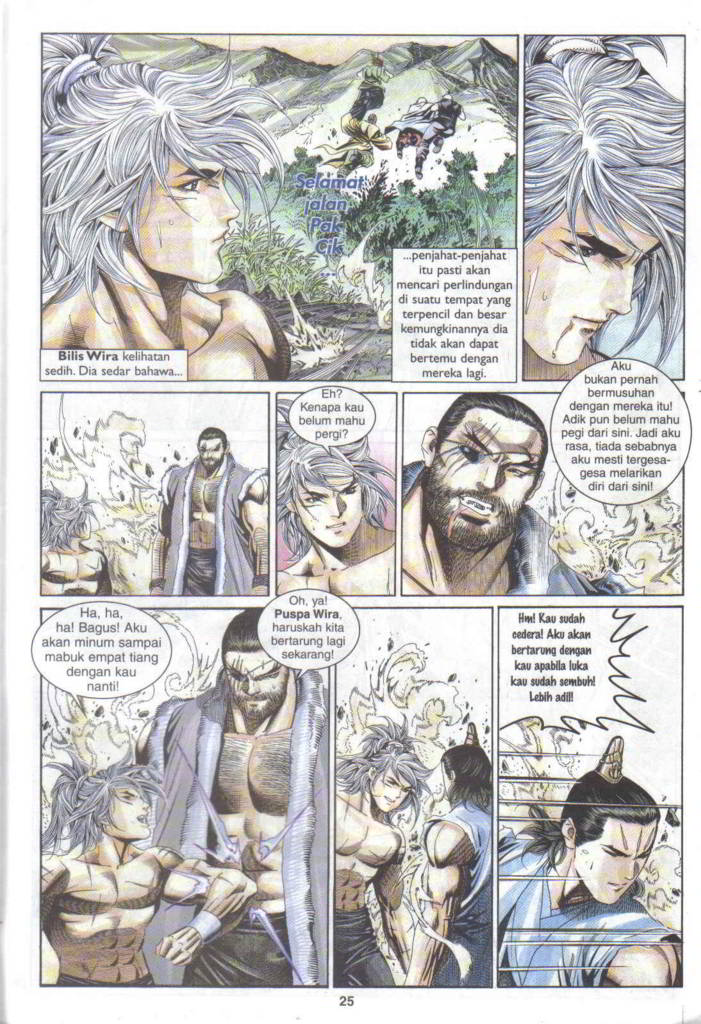 Selamat
jalan
Pak
Cik
...
Bilis Wira kelihatan
sedih. Dia sedar bahawa...
...penjahat-penjahat
itu pasti akan
mencari perlindungan
di suatu tempat yang
terpencil dan besar
kemungkinannya dia
tidak akan dapat
bertemu dengan
mereka lagi.
Eh?
Kenapa kau
belum mahu
pergi?
Aku
bukan pernah
bermusuhan
dengan mereka itu!
Adik pun belum mahu
pegi dari sini. Jadi aku
rasa, tiada sebabnya
aku mesti tergesa-
gesa melarikan
diri dari sini!
Ha, ha,
ha! Bagus! Aku
akan minum sampai
mabuk empat tiang
dengan kau
nanti!
Oh, ya!
Puspa Wira,
haruskah kita
bertarung lagi
sekarang!
Hm! Kau sudah
cedera! Aku akan
bertarung dengan
kau apabila luka
kau sudah sembuh!
Lebih adil!
25